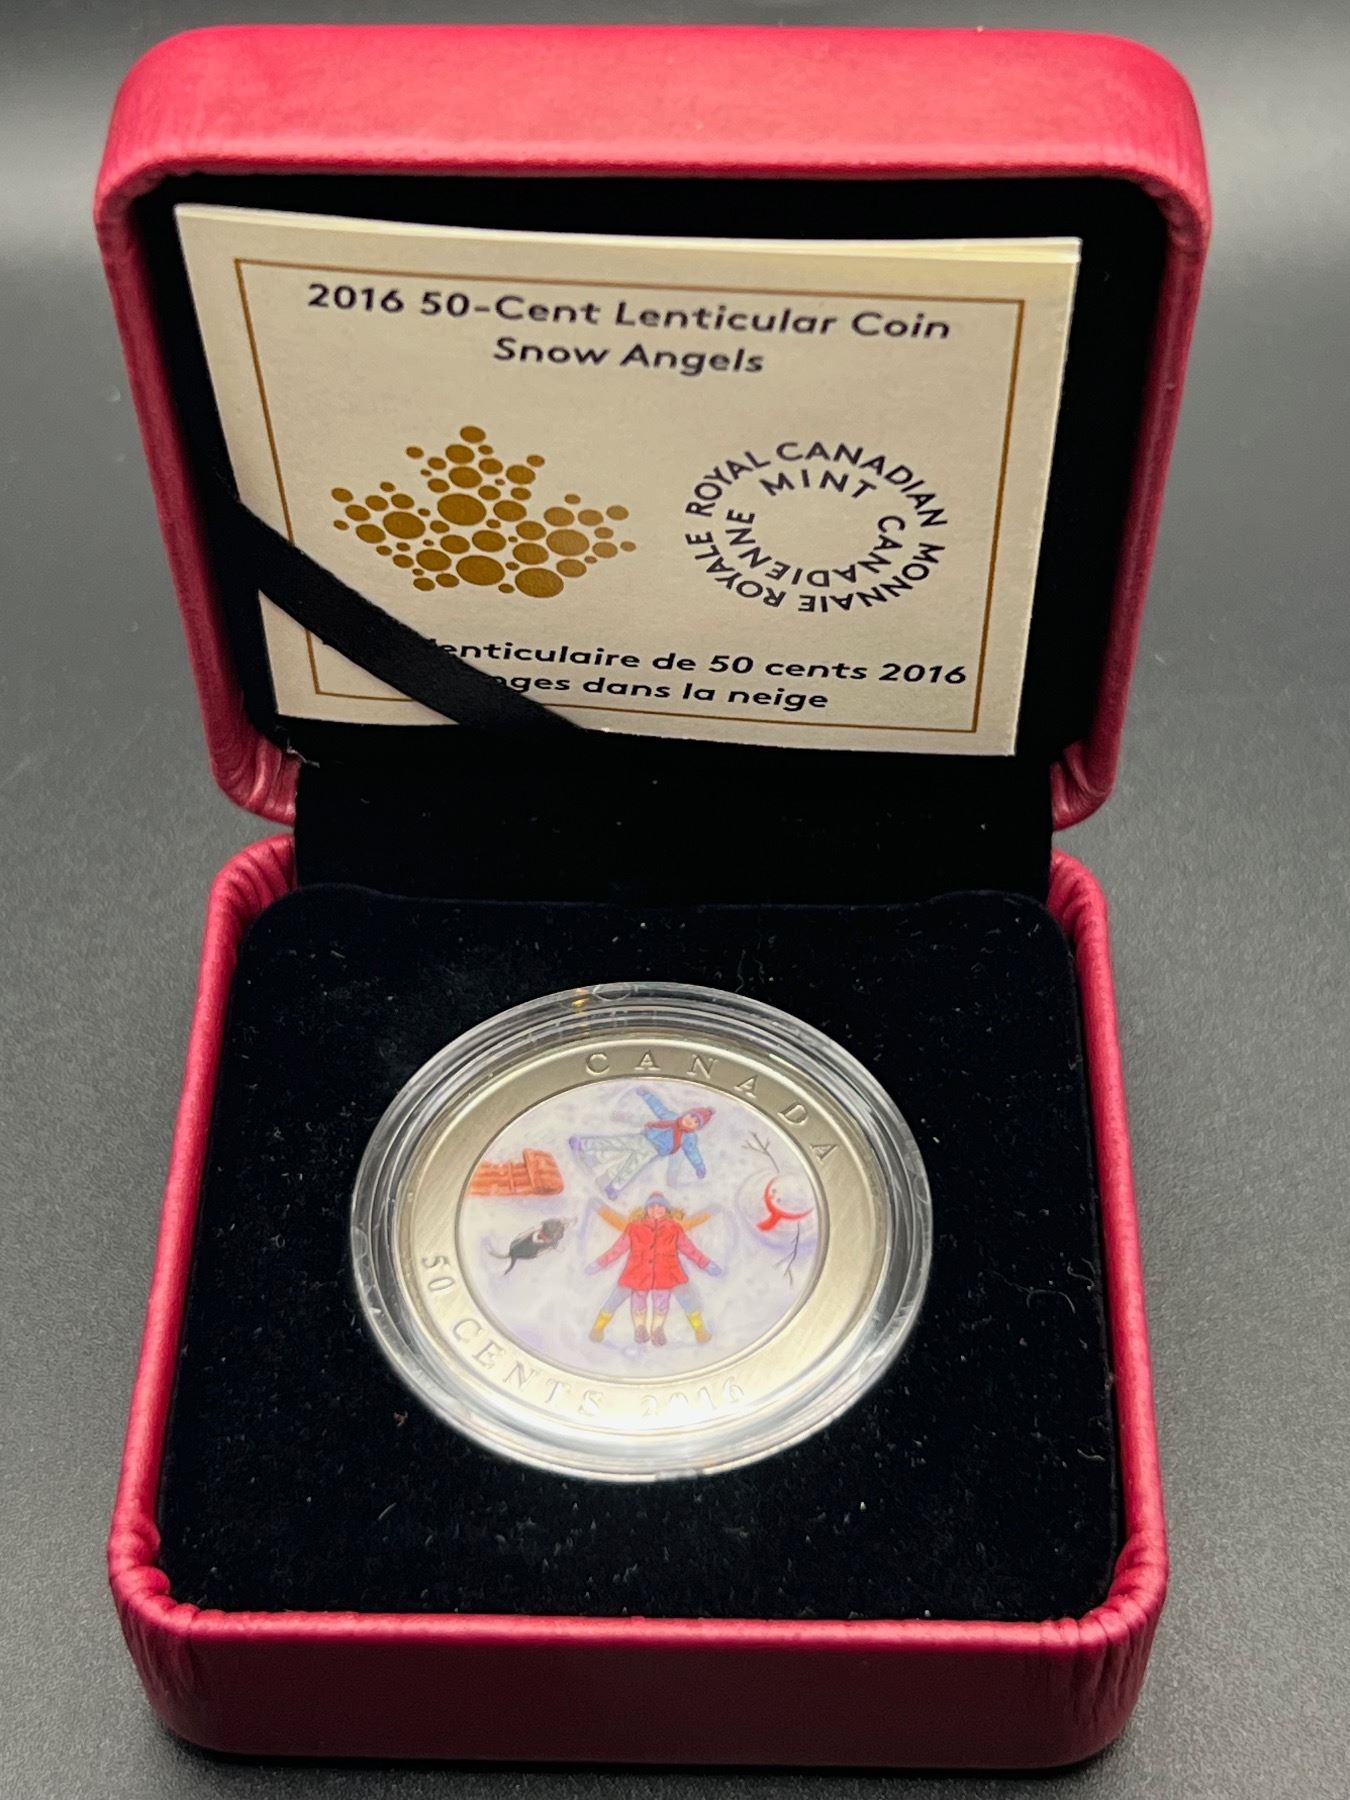 2016 50-Cent Lenticular Coin
Snow Angels
ROYAL CANADIAN MINT
MONNAIE ROYALE CANADIENNE
de 50 cents 2016
dans la neige
CANADA
50 CENTS 2016